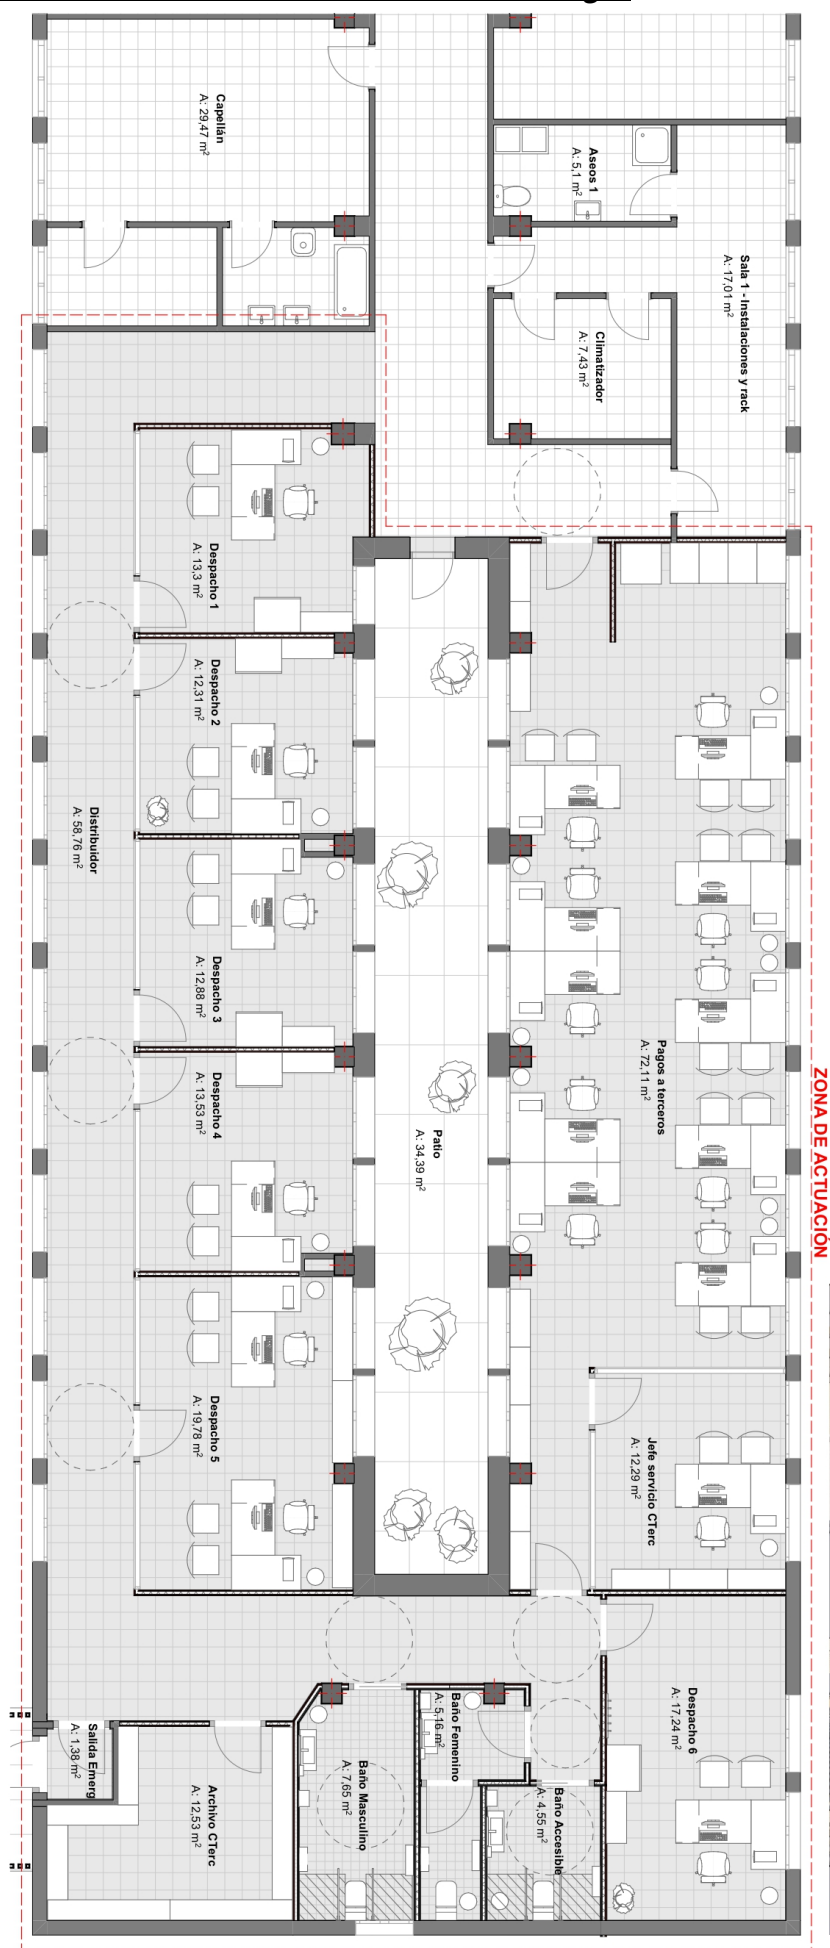 Capellán
A: 29,47 m²
Aseos 1
A: 5,1 m²
Sala 1 - Instalaciones y rack
A: 17,01 m²
Climatizador
A: 7,43 m²
Despacho 1
A: 13,3 m²
Despacho 2
A: 12,31 m²
Distribuidor
A: 58,76 m²
Despacho 3
A: 12,88 m²
Pagos a terceros
A: 72,11 m²
ZONA DE ACTUACIÓN
Despacho 4
A: 13,53 m²
Patio
A: 34,39 m²
Despacho 5
A: 19,78 m²
Jefe servicio CTerc
A: 12,29 m²
Despacho 6
A: 17,24 m²
Baño Femenino
A: 5,16 m²
Salida Emerg
A: 1,38 m²
Baño Masculino
A: 7,65 m²
Archivo CTerc
A: 12,53 m²
Baño Accesible
A: 4,55 m²